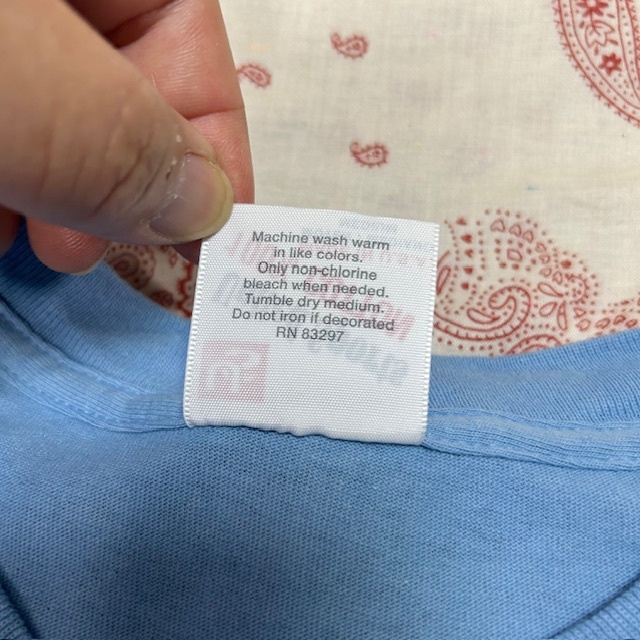 Machine wash warm
in like colors.
Only non-chlorine
bleach when needed.
Tumble dry medium.
Do not iron if decorated
RN 83297